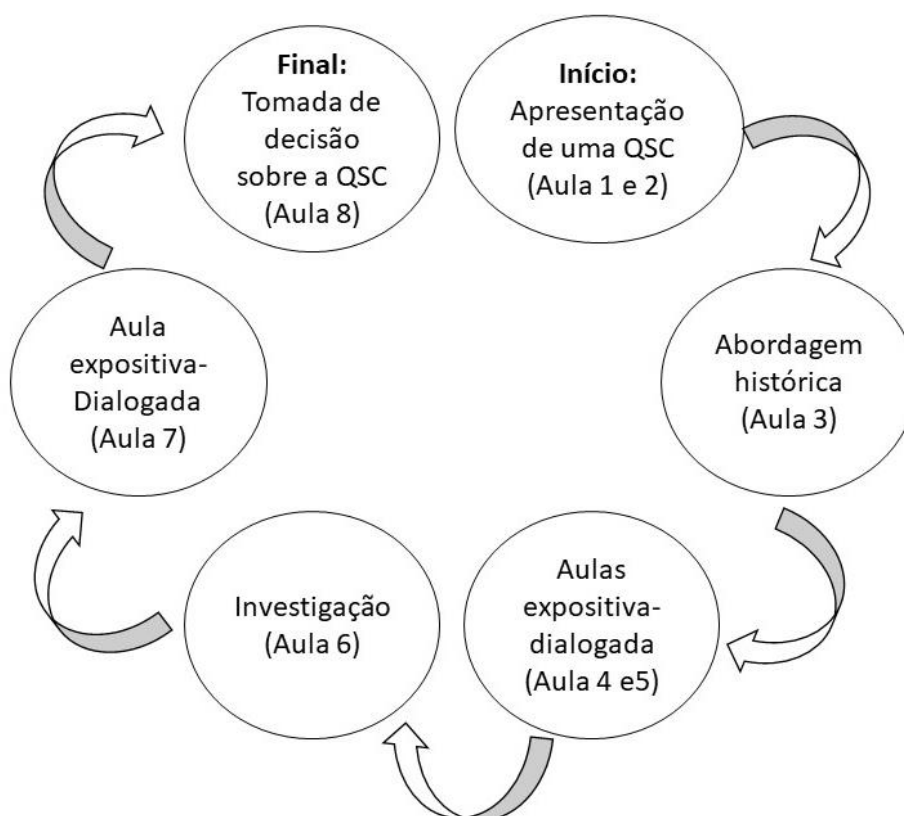 Início:
Apresentação
de uma QSC
(Aula 1 e 2)
Abordagem
histórica
(Aula 3)
Aulas
expositiva-
dialogada
(Aula 4 e5)
Investigação
(Aula 6)
Aula
expositiva-
Dialogada
(Aula 7)
Final:
Tomada de
decisão
sobre a QSC
(Aula 8)